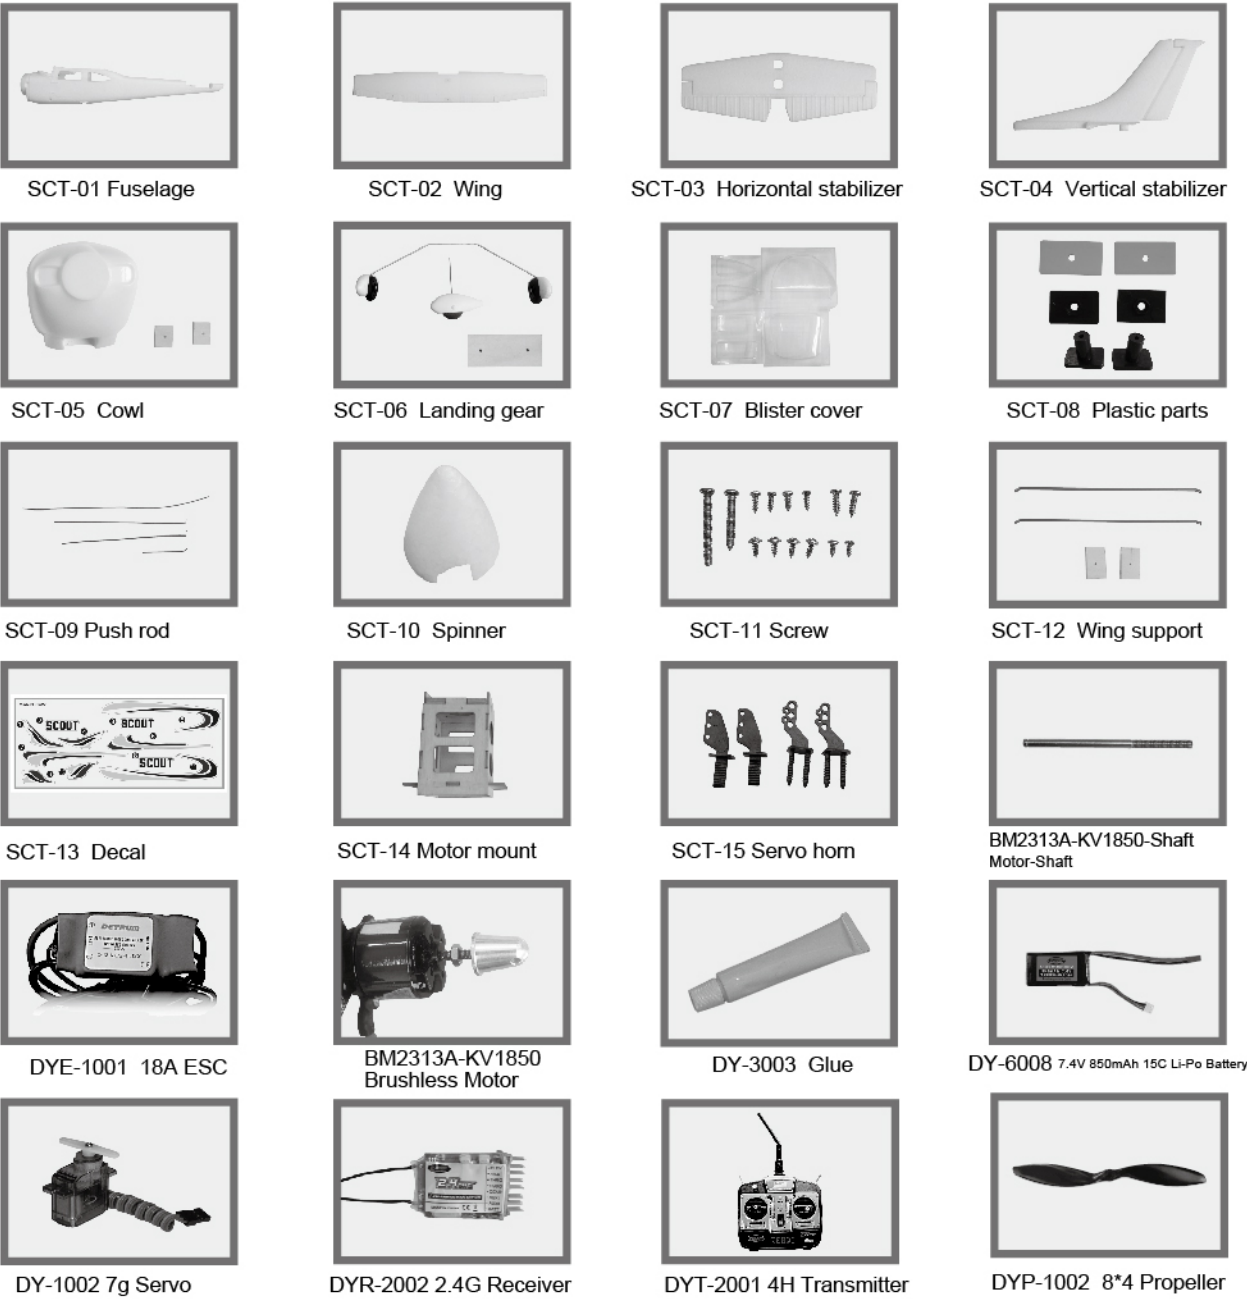 SCT-01 Fuselage
SCT-02 Wing
SCT-03 Horizontal stabilizer
SCT-04 Vertical stabilizer
SCT-05 Cowl
SCT-06 Landing gear
SCT-07 Blister cover
SCT-08 Plastic parts
SCT-09 Push rod
SCT-10 Spinner
SCT-11 Screw
SCT-12 Wing support
SCOUT
SCOUT
SCOUT
SCT-13 Decal
SCT-14 Motor mount
SCT-15 Servo horn
BM2313A-KV1850-Shaft
Motor-Shaft
DYE-1001 18A ESC
BM2313A-KV1850
Brushless Motor
DY-3003 Glue
DY-6008 7.4V 850mAh 15C Li-Po Battery
2.4
DY-1002 7g Servo
DYR-2002 2.4G Receiver
DYT-2001 4H Transmitter
DYP-1002 8*4 Propeller